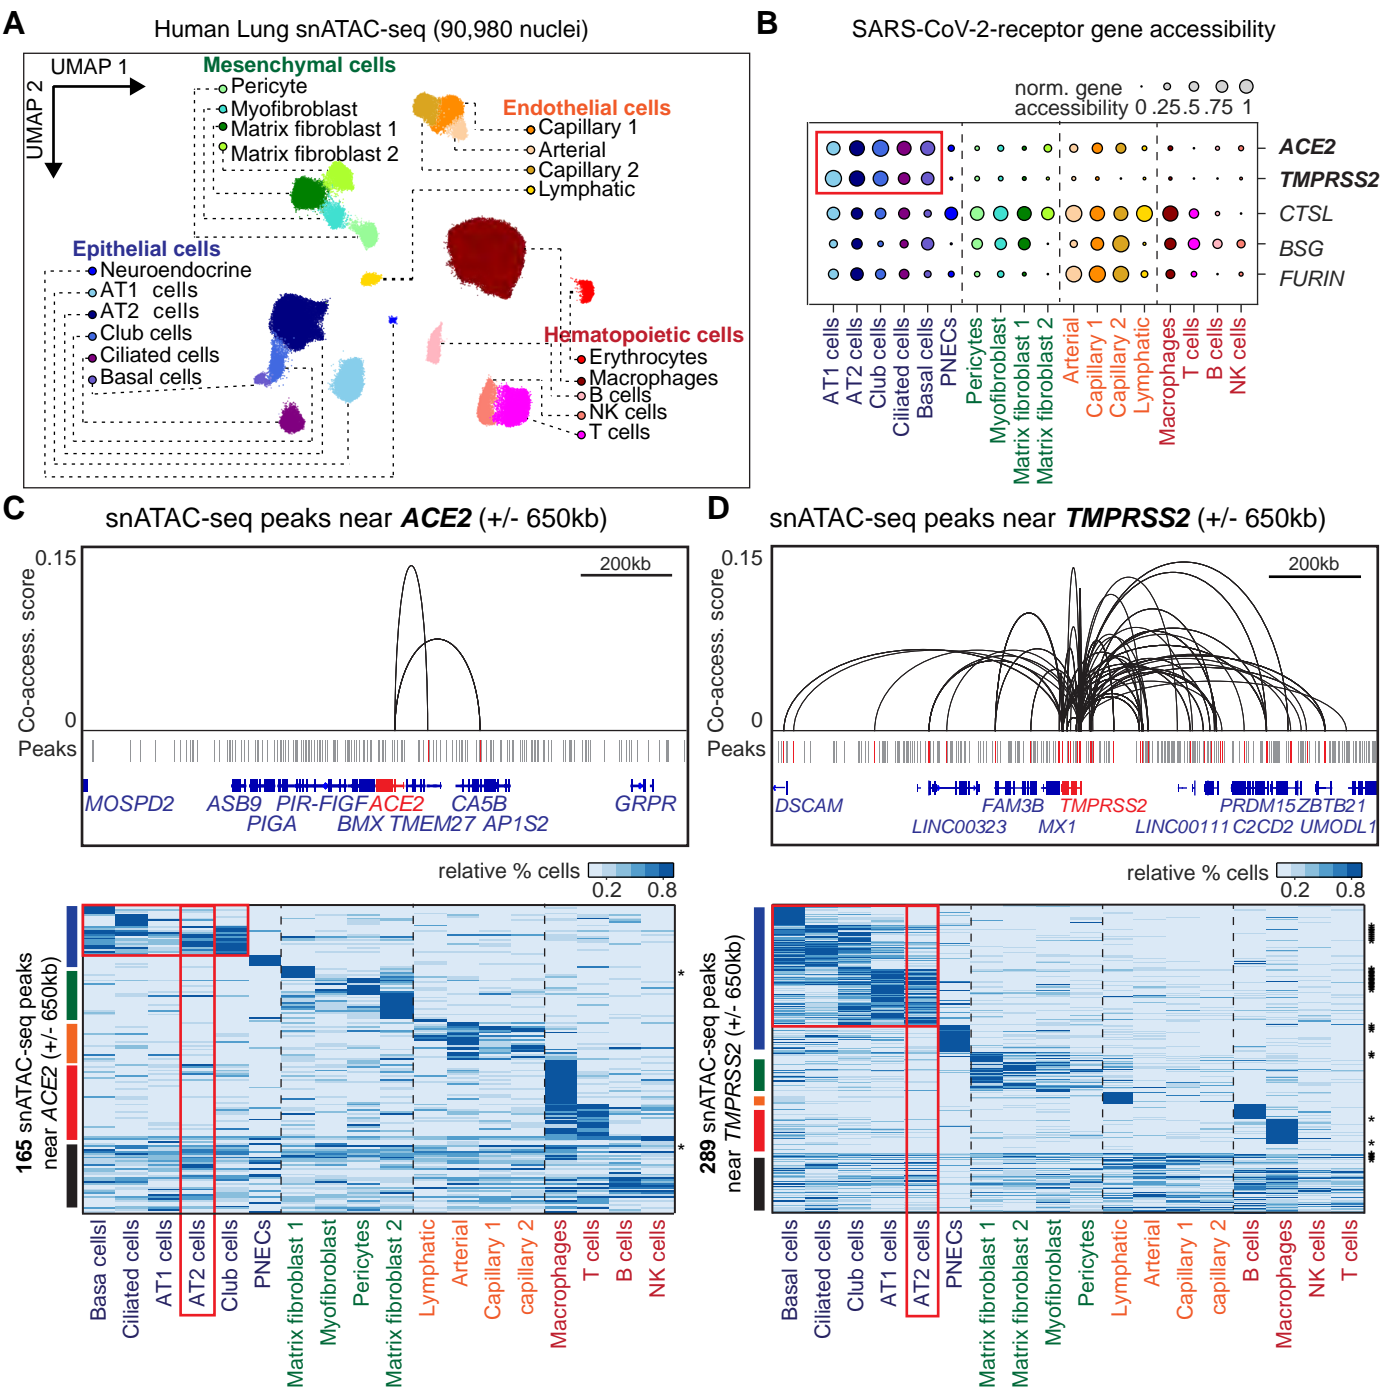 A
Human Lung snATAC-seq (90,980 nuclei)
UMAP 1
UMAP 2
Mesenchymal cells
Pericyte
Myofibroblast
Matrix fibroblast 1
Matrix fibroblast 2
Endothelial cells
Capillary 1
Arterial
Capillary 2
Lymphatic
Epithelial cells
Neuroendocrine
AT1 cells
AT2 cells
Club cells
Ciliated cells
Basal cells
Hematopoietic cells
Erythrocytes
Macrophages
B cells
NK cells
T cells
B
SARS-CoV-2-receptor gene accessibility
norm. gene
accessibility 0 .25 .5 .75 1
ACE2
TMPRSS2
CTSL
BSG
FURIN
AT1 cells
AT2 cells
Club cells
Ciliated cells
Basal cells
PNECs
Pericytes
Myofibroblast
Matrix fibroblast 1
Matrix fibroblast 2
Arterial
Capillary 1
Capillary 2
Lymphatic
Macrophages
T cells
B cells
NK cells
C
snATAC-seq peaks near ACE2 (+/- 650kb)
0.15
Co-access. score
0
200kb
Peaks
MOSPD2 ASB9 PIR-FIGF ACE2 CA5B GRPR
PIGA BMX TMEM27 AP1S2
relative % cells
0.2 0.8
165 snATAC-seq peaks
near ACE2 (+/- 650kb)
*
*
Basa cellsl
Ciliated cells
AT1 cells
AT2 cells
Club cells
PNECs
Matrix fibroblast 1
Myofibroblast
Pericytes
Matrix fibroblast 2
Lymphatic
Arterial
Capillary 1
capillary 2
Macrophages
T cells
B cells
NK cells
D
snATAC-seq peaks near TMPRSS2 (+/- 650kb)
0.15
Co-access. score
0
200kb
Peaks
DSCAM FAM3B TMPRSS2 PRDM15 ZBTB21
LINC00323 MX1 LINC00111 C2CD2 UMODL1
relative % cells
0.2 0.8
289 snATAC-seq peaks
near TMPRSS2 (+/- 650kb)
Basal cells
Ciliated cells
Club cells
AT1 cells
AT2 cells
PNECs
Matrix fibroblast 1
Matrix fibroblast 2
Myofibroblast
Pericytes
Lymphatic
Arterial
Capillary 1
capillary 2
B cells
Macrophages
NK cells
T cells